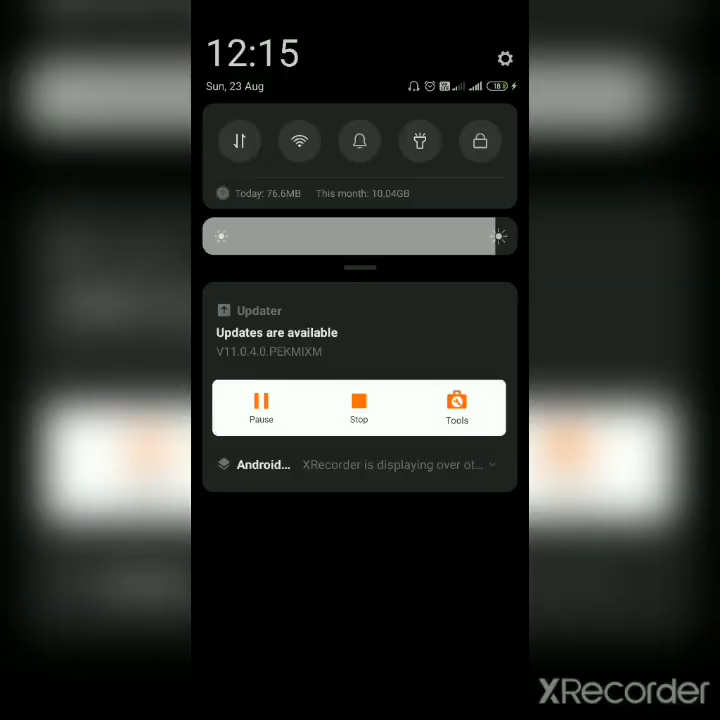 12:15
Sun, 23 Aug
18
Today: 76.6MB This month: 10.04GB
Updater
Updates are available
V11.0.4.0.PEKMIXM
Pause Stop Tools
Android... XRecorder is displaying over ot...
XRecorder